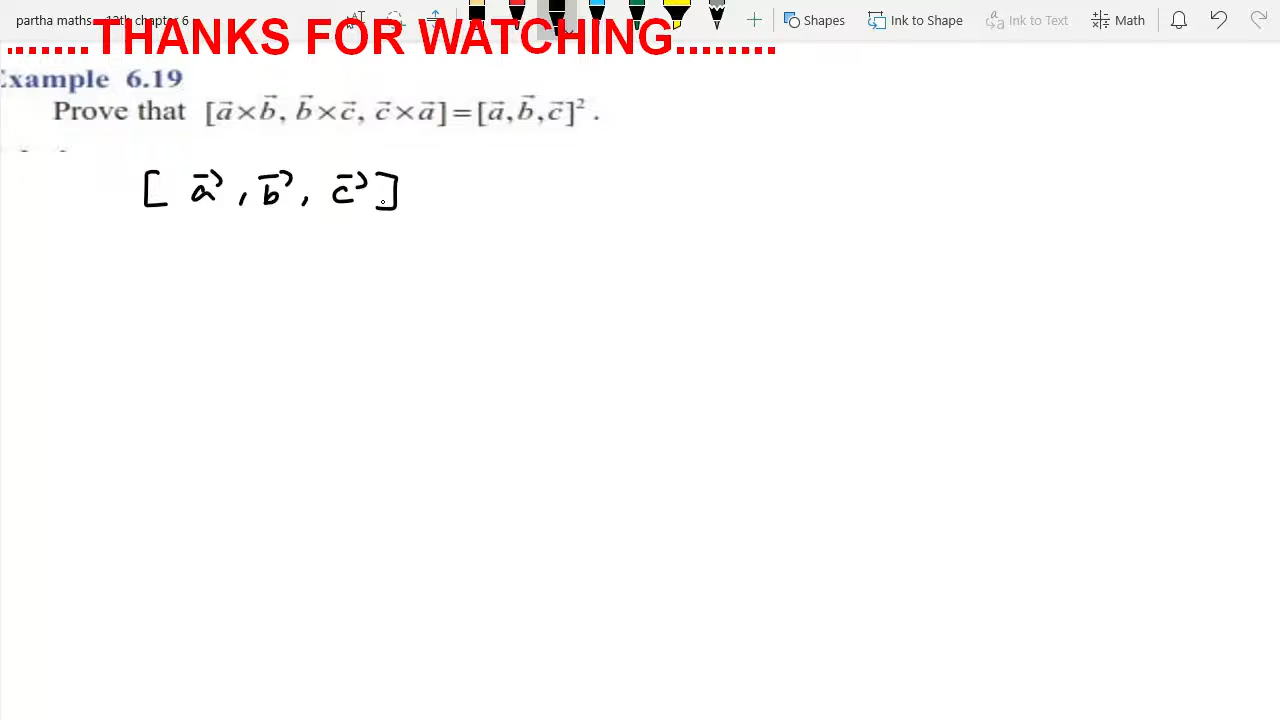 partha maths - 12th chapter 6 Shapes Ink to Shape Ink to Text Math
........THANKS FOR WATCHING........
Example 6.19
Prove that [a⃗×b⃗, b⃗×c⃗, c⃗×a⃗]=[a⃗,b⃗,c⃗]².
[ a⃗ , b⃗ , c⃗ ]